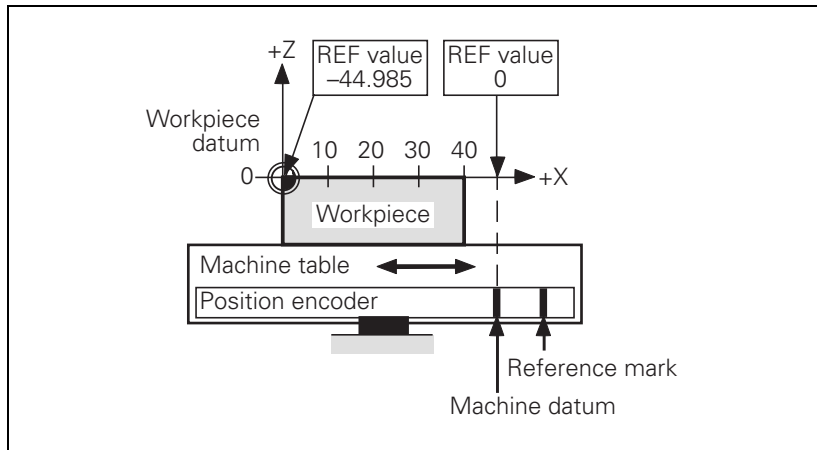 +Z
REF value
–44.985
REF value
0
Workpiece
datum
10 20 30 40
0
+X
Workpiece
Machine table
Position encoder
Reference mark
Machine datum